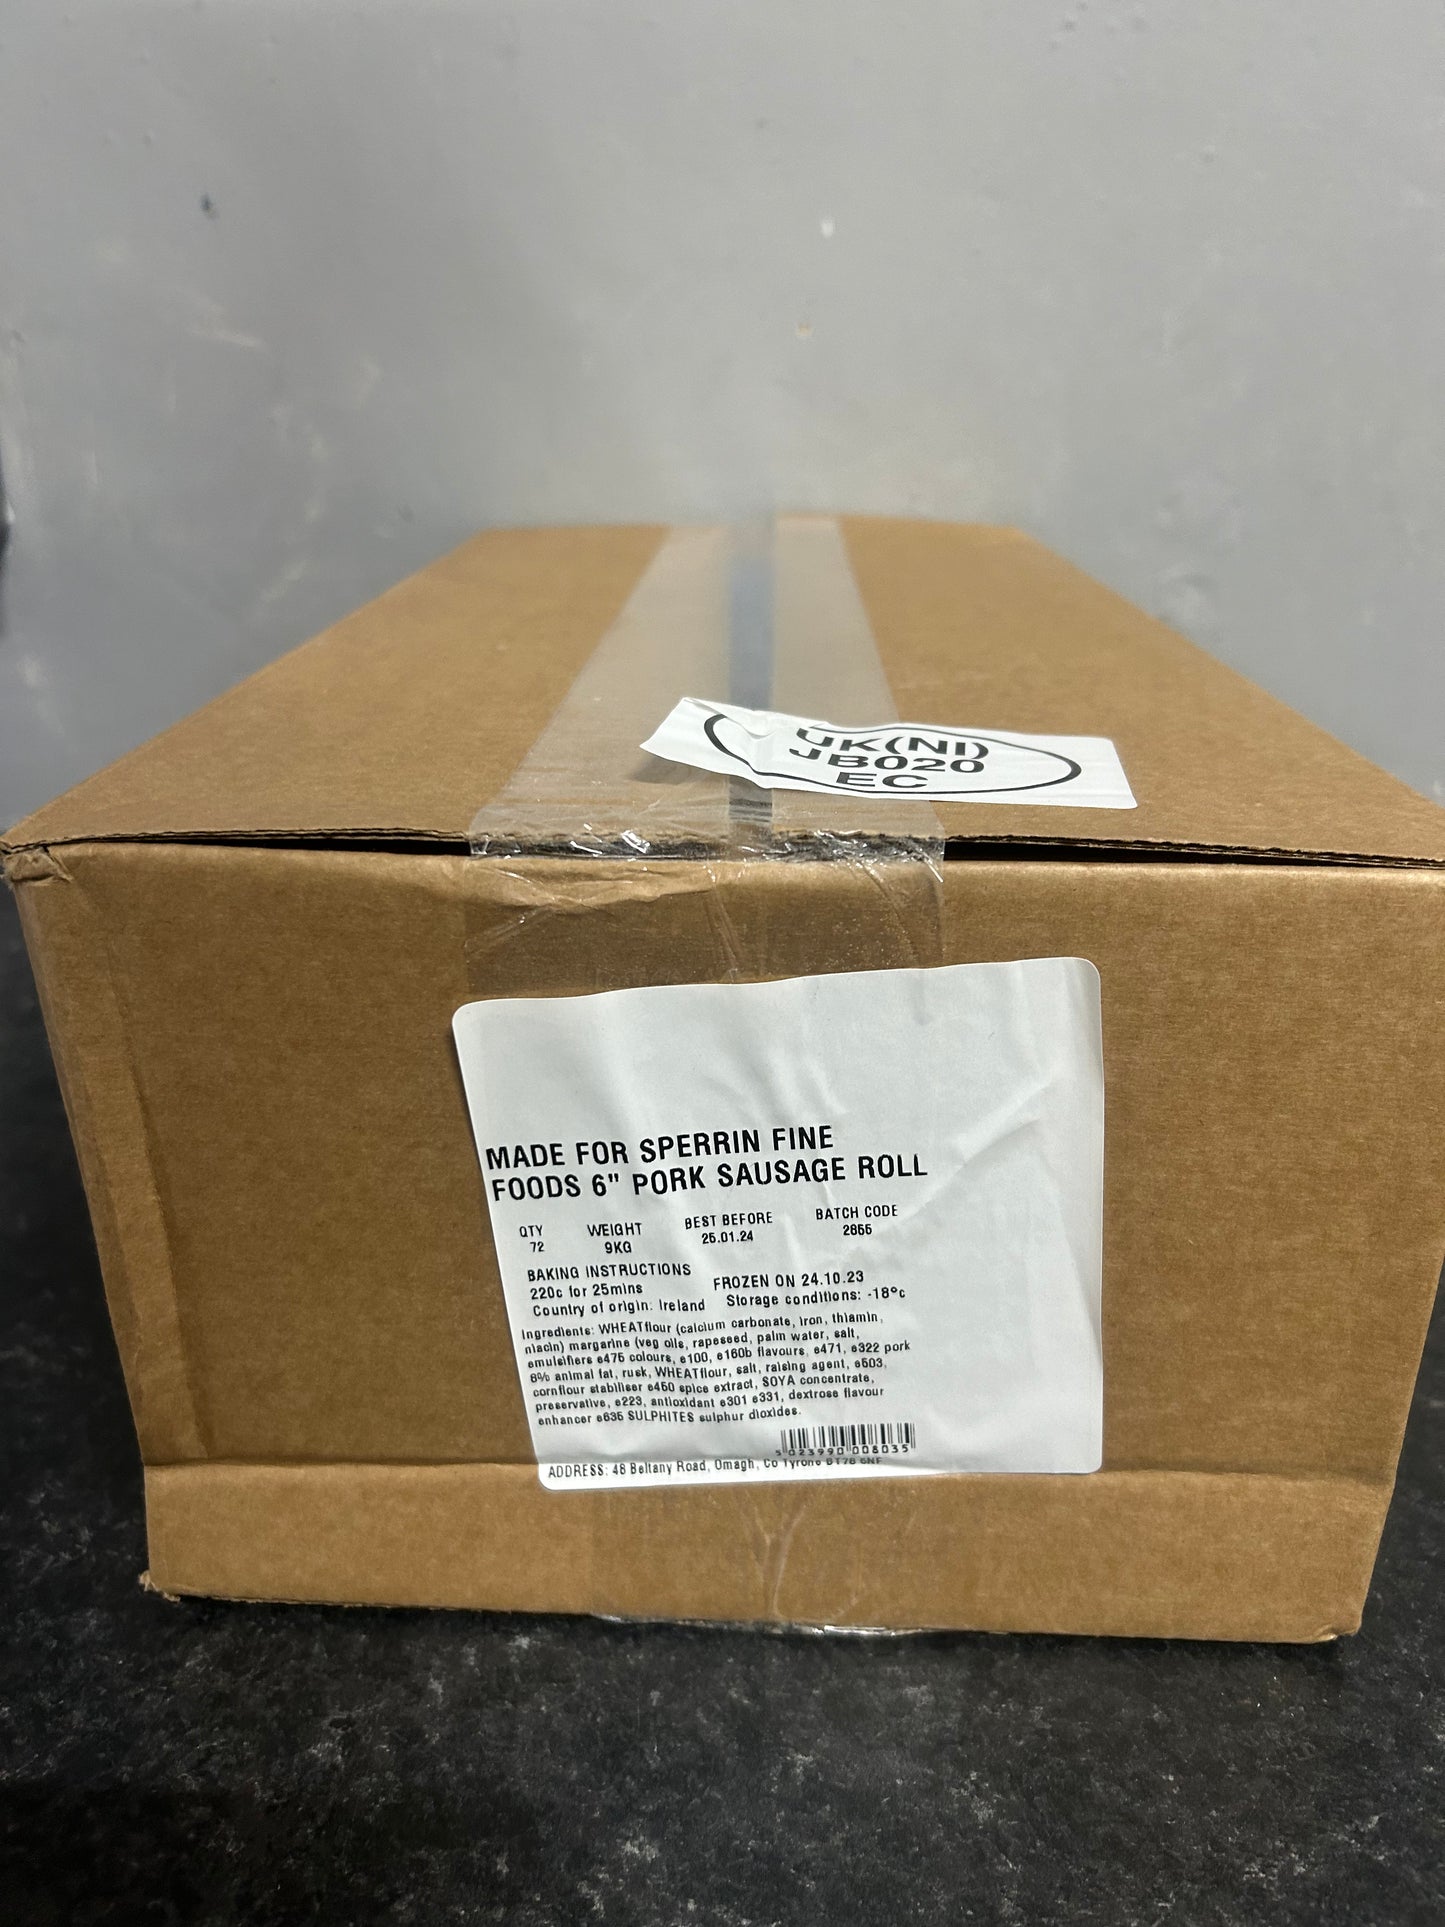 UK(NI)
JB020
EC
MADE FOR SPERRIN FINE
FOODS 6" PORK SAUSAGE ROLL
QTY WEIGHT BEST BEFORE BATCH CODE
72 9KG 25.01.24 2855
BAKING INSTRUCTIONS
220c for 25mins FROZEN ON 24.10.23
Country of origin: Ireland Storage conditions: -18°c
Ingredients: WHEATflour (calcium carbonate, iron, thiamin,
niacin) margarine (veg oils, rapeseed, palm water, salt,
emulsifiers e475 colours, e100, e160b flavours, e471, e322 pork
8% animal fat, rusk, WHEATflour, salt, raising agent, e503,
cornflour stabiliser e450 spice extract, SOYA concentrate,
preservative, e223, antioxidant e301 e331, dextrose flavour
enhancer e635 SULPHITES sulphur dioxides.
5 023990 008035
ADDRESS: 48 Beltany Road, Omagh, Co Tyrone BT78 5NF